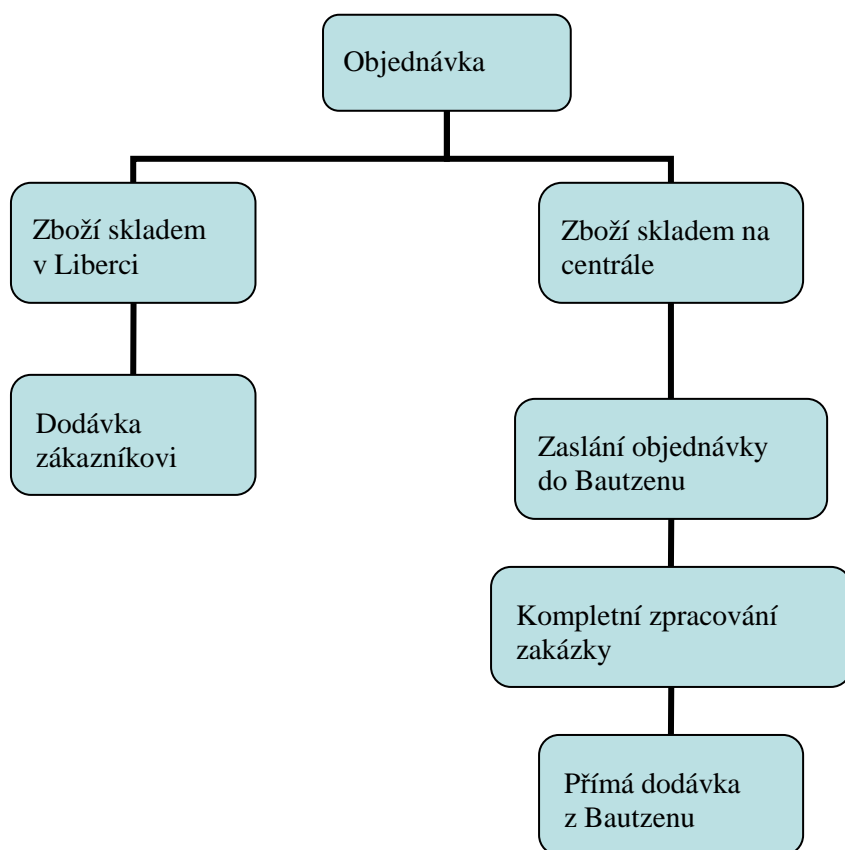 Objednávka
Zboží skladem
v Liberci
Zboží skladem na
centrále
Dodávka
zákazníkovi
Zaslání objednávky
do Bautzenu
Kompletní zpracování
zakázky
Přímá dodávka
z Bautzenu